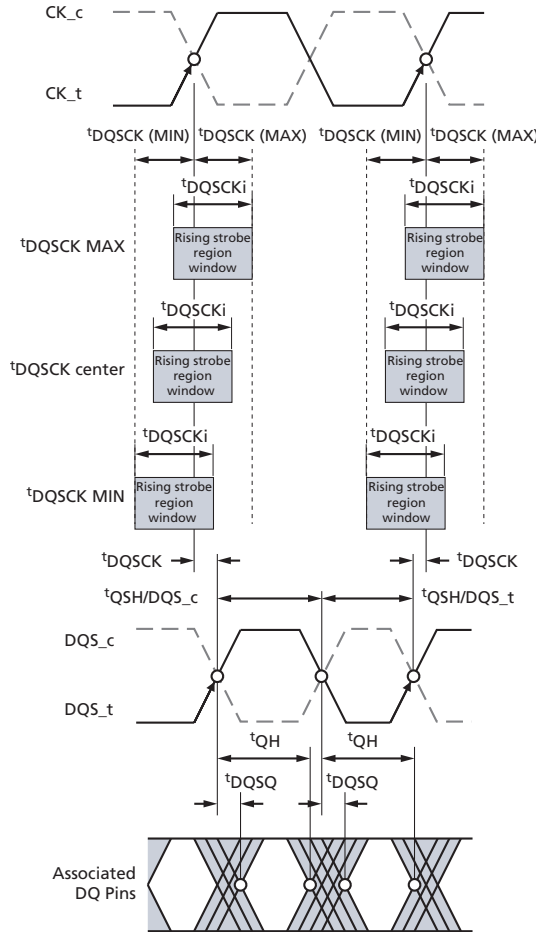 CK_c
CK_t
tDQSCK (MIN) tDQSCK (MAX) tDQSCK (MIN) tDQSCK (MAX)
tDQSCKi tDQSCKi
tDQSCK MAX
Rising strobe
region
window
Rising strobe
region
window
tDQSCKi tDQSCKi
tDQSCK center
Rising strobe
region
window
Rising strobe
region
window
tDQSCKi tDQSCKi
tDQSCK MIN
Rising strobe
region
window
Rising strobe
region
window
tDQSCK tDQSCK
tQSH/DQS_c tQSH/DQS_t
DQS_c
DQS_t
tQH tQH
tDQSQ tDQSQ
Associated
DQ Pins